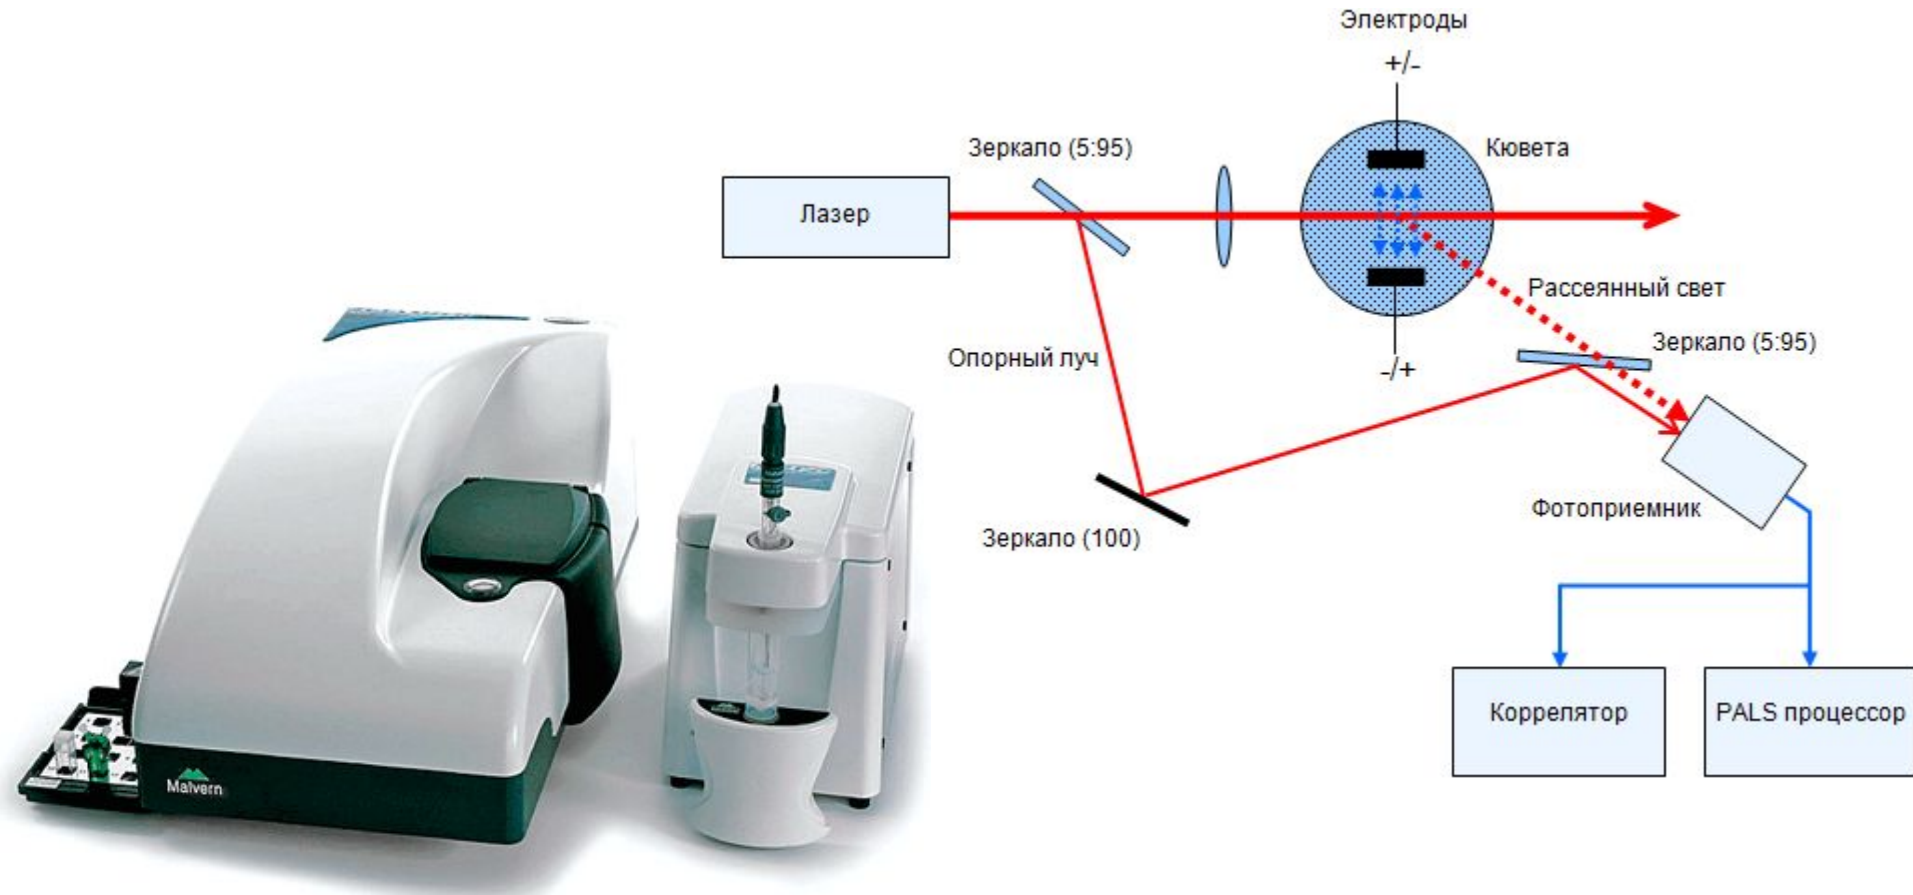 Электроды
+/-
Зеркало (5:95)
Кювета
Лазер
Рассеянный свет
Зеркало (5:95)
Опорный луч
-/+
Фотоприемник
Зеркало (100)
Коррелятор
PALS процессор
Malvern